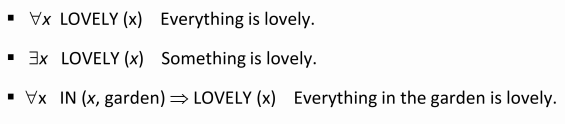 ▪ ∀x LOVELY (x) Everything is lovely.
▪ ∃x LOVELY (x) Something is lovely.
▪ ∀x IN (x, garden) ⇒ LOVELY (x) Everything in the garden is lovely.